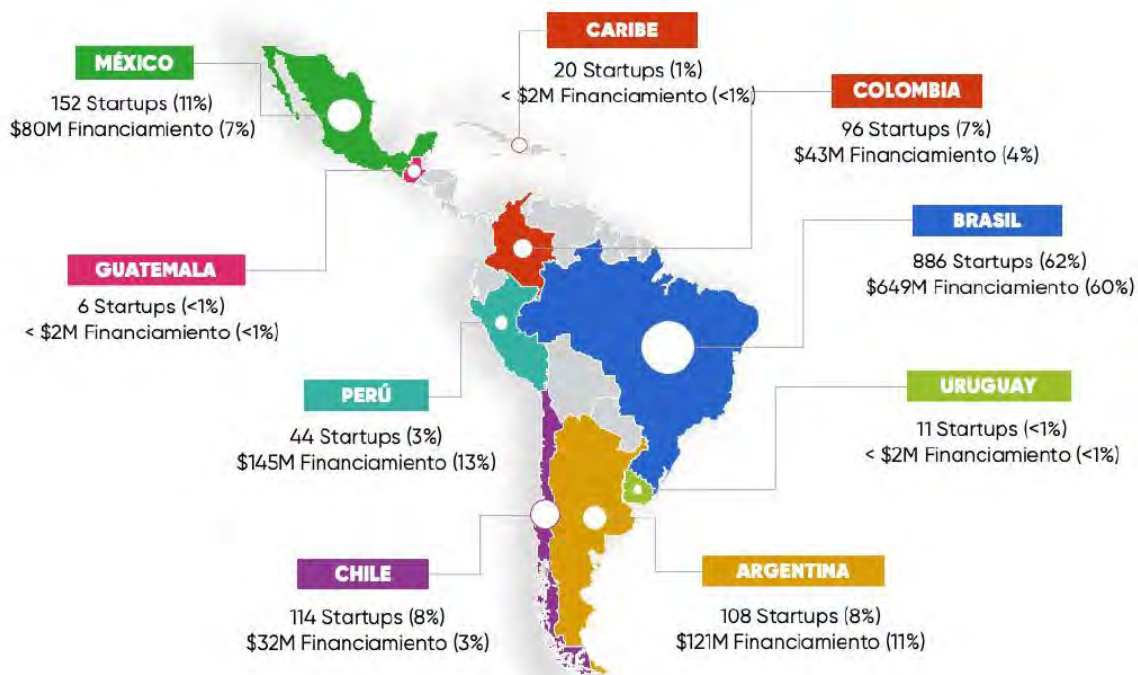 CARIBE
20 Startups (1%)
< $2M Financiamiento (<1%)
MÉXICO
152 Startups (11%)
$80M Financiamiento (7%)
COLOMBIA
96 Startups (7%)
$43M Financiamiento (4%)
BRASIL
886 Startups (62%)
$649M Financiamiento (60%)
GUATEMALA
6 Startups (<1%)
< $2M Financiamiento (<1%)
PERÚ
44 Startups (3%)
$145M Financiamiento (13%)
URUGUAY
11 Startups (<1%)
< $2M Financiamiento (<1%)
CHILE
114 Startups (8%)
$32M Financiamiento (3%)
ARGENTINA
108 Startups (8%)
$121M Financiamiento (11%)